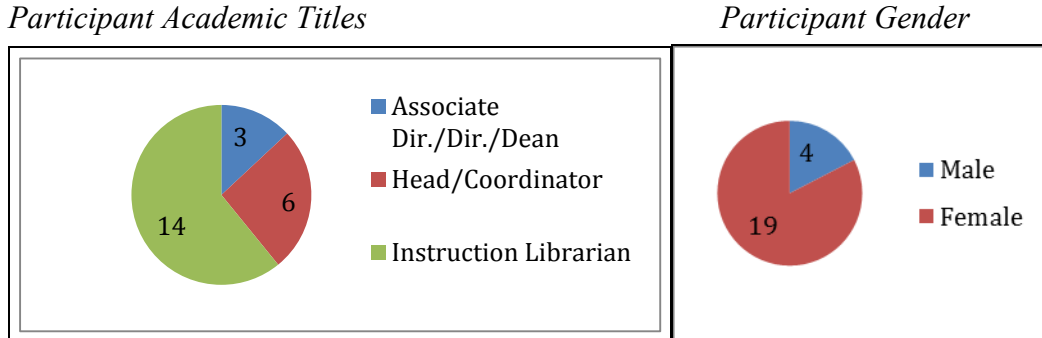 Participant Academic Titles
Participant Gender
3
6
14
Associate
Dir./Dir./Dean
Head/Coordinator
Instruction Librarian
4
19
Male
Female